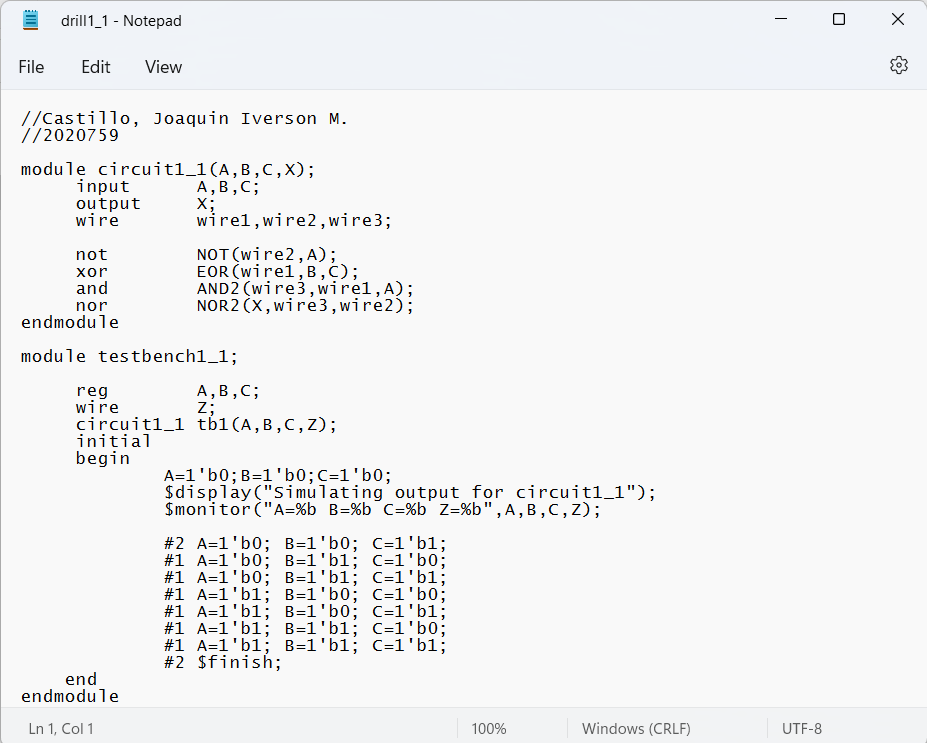 drill1_1 - Notepad
File Edit View
//Castillo, Joaquin Iverson M.
//2020759
module circuit1_1(A,B,C,X);
input A,B,C;
output X;
wire wire1,wire2,wire3;
not NOT(wire2,A);
xor EOR(wire1,B,C);
and AND2(wire3,wire1,A);
nor NOR2(X,wire3,wire2);
endmodule
module testbench1_1;
reg A,B,C;
wire Z;
circuit1_1 tb1(A,B,C,Z);
initial
begin
A=1'b0;B=1'b0;C=1'b0;
$display("Simulating output for circuit1_1");
$monitor("A=%b B=%b C=%b Z=%b",A,B,C,Z);
#2 A=1'b0; B=1'b0; C=1'b1;
#1 A=1'b0; B=1'b1; C=1'b0;
#1 A=1'b0; B=1'b1; C=1'b1;
#1 A=1'b1; B=1'b0; C=1'b0;
#1 A=1'b1; B=1'b0; C=1'b1;
#1 A=1'b1; B=1'b1; C=1'b0;
#1 A=1'b1; B=1'b1; C=1'b1;
#2 $finish;
end
endmodule
Ln 1, Col 1 100% Windows (CRLF) UTF-8